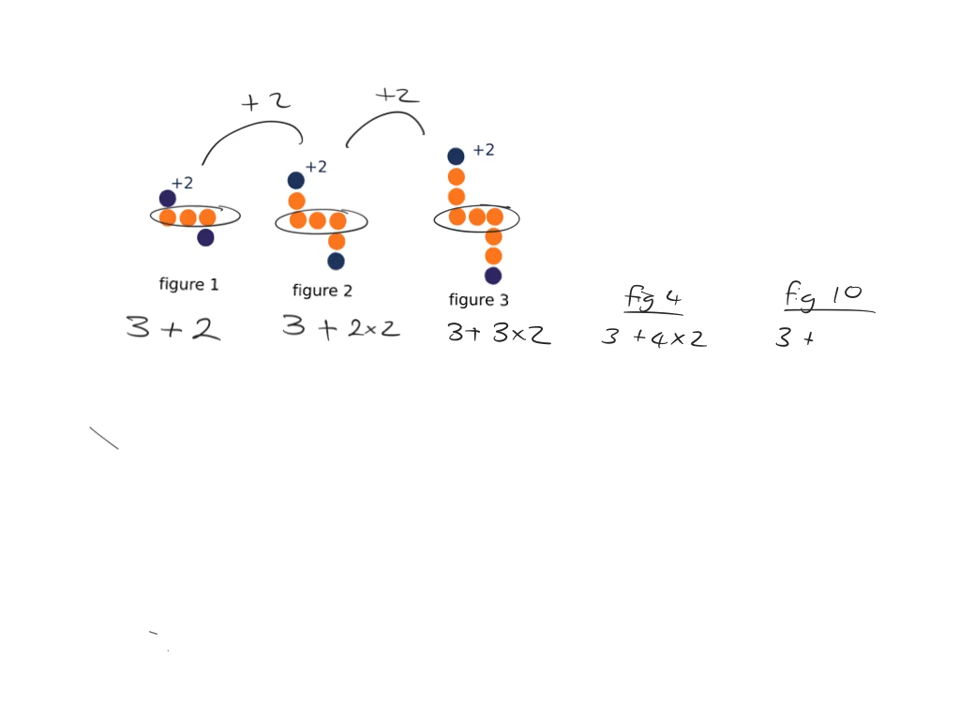 +2 +2
+2 +2 +2
figure 1 figure 2 figure 3 fig 4 fig 10
3 + 2 3 + 2×2 3+ 3×2 3 +4×2 3 +